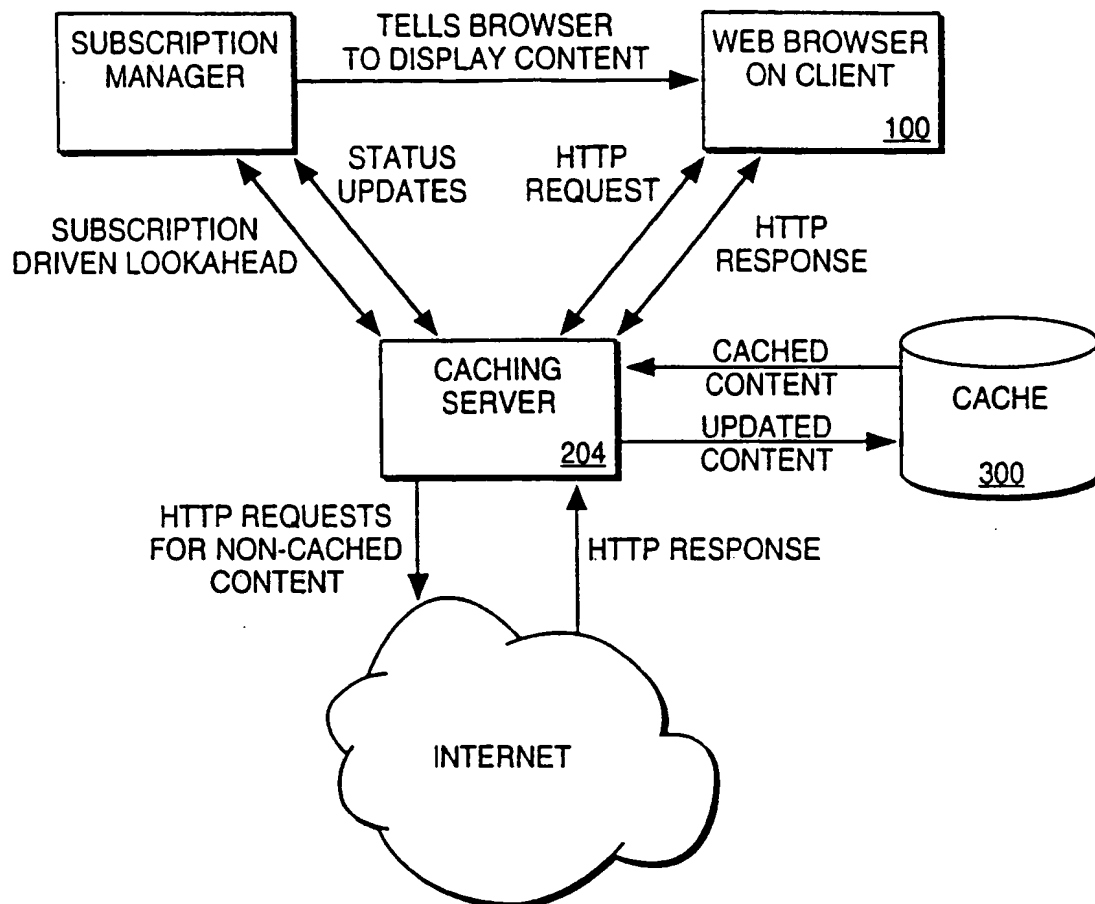 SUBSCRIPTION
MANAGER
TELLS BROWSER
TO DISPLAY CONTENT
WEB BROWSER
ON CLIENT
100
STATUS
UPDATES
HTTP
REQUEST
SUBSCRIPTION
DRIVEN LOOKAHEAD
HTTP
RESPONSE
CACHING
SERVER
204
CACHED
CONTENT
UPDATED
CONTENT
CACHE
300
HTTP REQUESTS
FOR NON-CACHED
CONTENT
HTTP RESPONSE
INTERNET